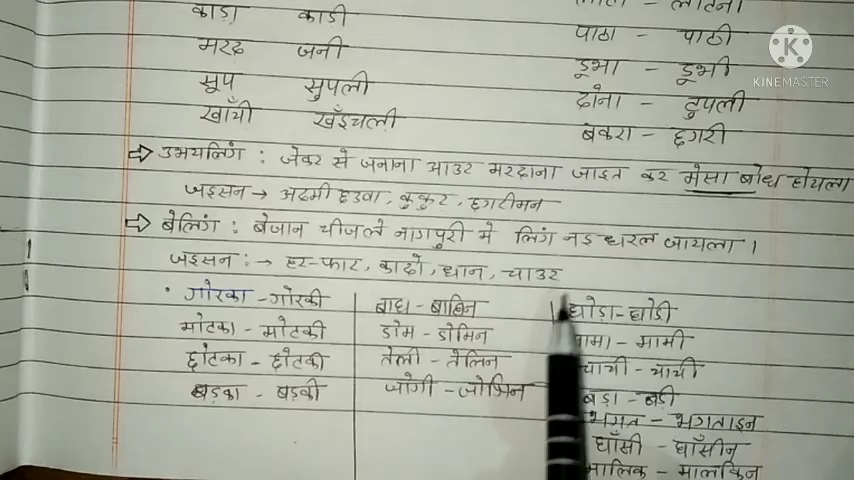 काड़ा काडी
मरद जनी
पाठा - पाठी
सूप सुपली
डूभा - डूभी
खाँची खँइचली
दोना - दुपली
बकरा - छगरी
KINEMASTER
⇒ उभयलिंग : जेकर से जनाना आउर मरदाना जाइत कर मेसा बोध होयला
जइसन → अदमी हउवा, कुकुर, छगरीमन
⇒ बेलिंग : बेजान चीजले नागपुरी मे लिंग नइ धरल जायला ।
जइसन : → हर-फार, कादो, धान, चाउर
गोरका - गोरकी बाघ - बाघिन घोड़ा - घोडी
मोटका - मोटकी डोम - डोमिन मामा - मामी
छोटका - छोटकी तेली - तेलिन चाची - चाची
बड़का - बड़की जोगी - जोगिन बड़ा - बड़ी
भगत - भगताइन
घाँसी - घाँसीन
मालिक - मालकिन